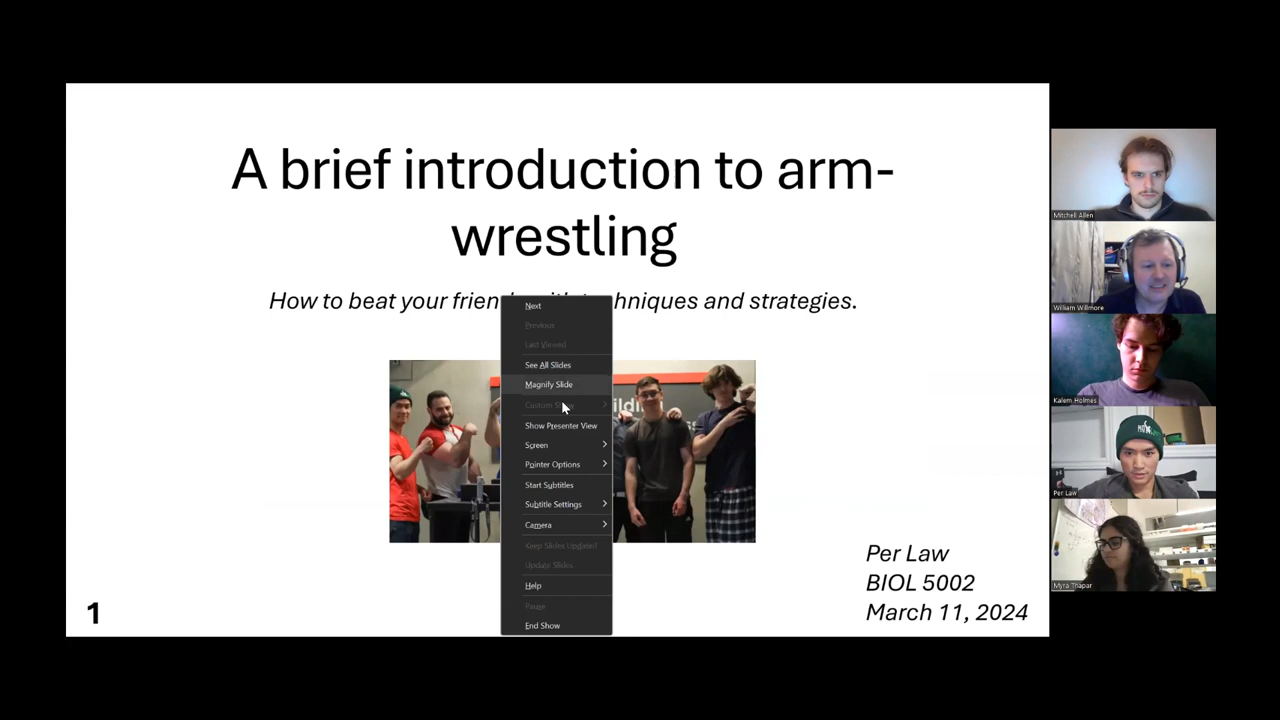 A brief introduction to arm-
wrestling
How to beat your frien
hniques and strategies.
Next
Previous
Last Viewed
See All Slides
Magnify Slide
Custom
Show Presenter View
Screen
Pointer Options
Start Subtitles
Subtitle Settings
Camera
Keep Slides Updated
Update Slides
Help
Pause
End Show
Per Law
BIOL 5002
March 11, 2024
1
Mitchell Allen
William Willmore
Kalem Holmes
Per Law
Myra Thapar